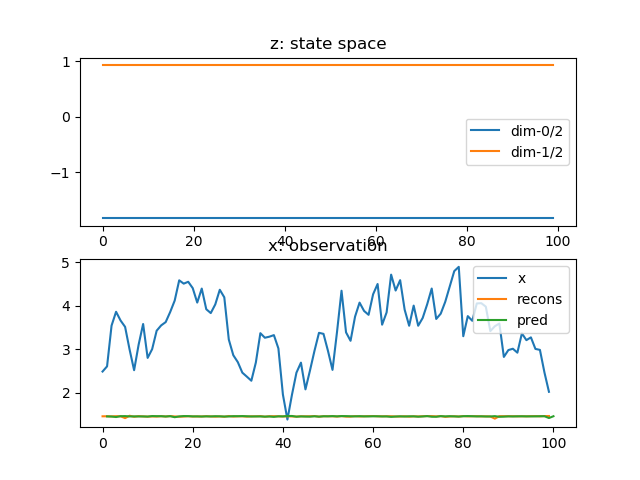 z: state space
1
0
−1
dim-0/2
dim-1/2
0 20 40 60 80 100
x: observation
5
4
3
2
x
recons
pred
0 20 40 60 80 100